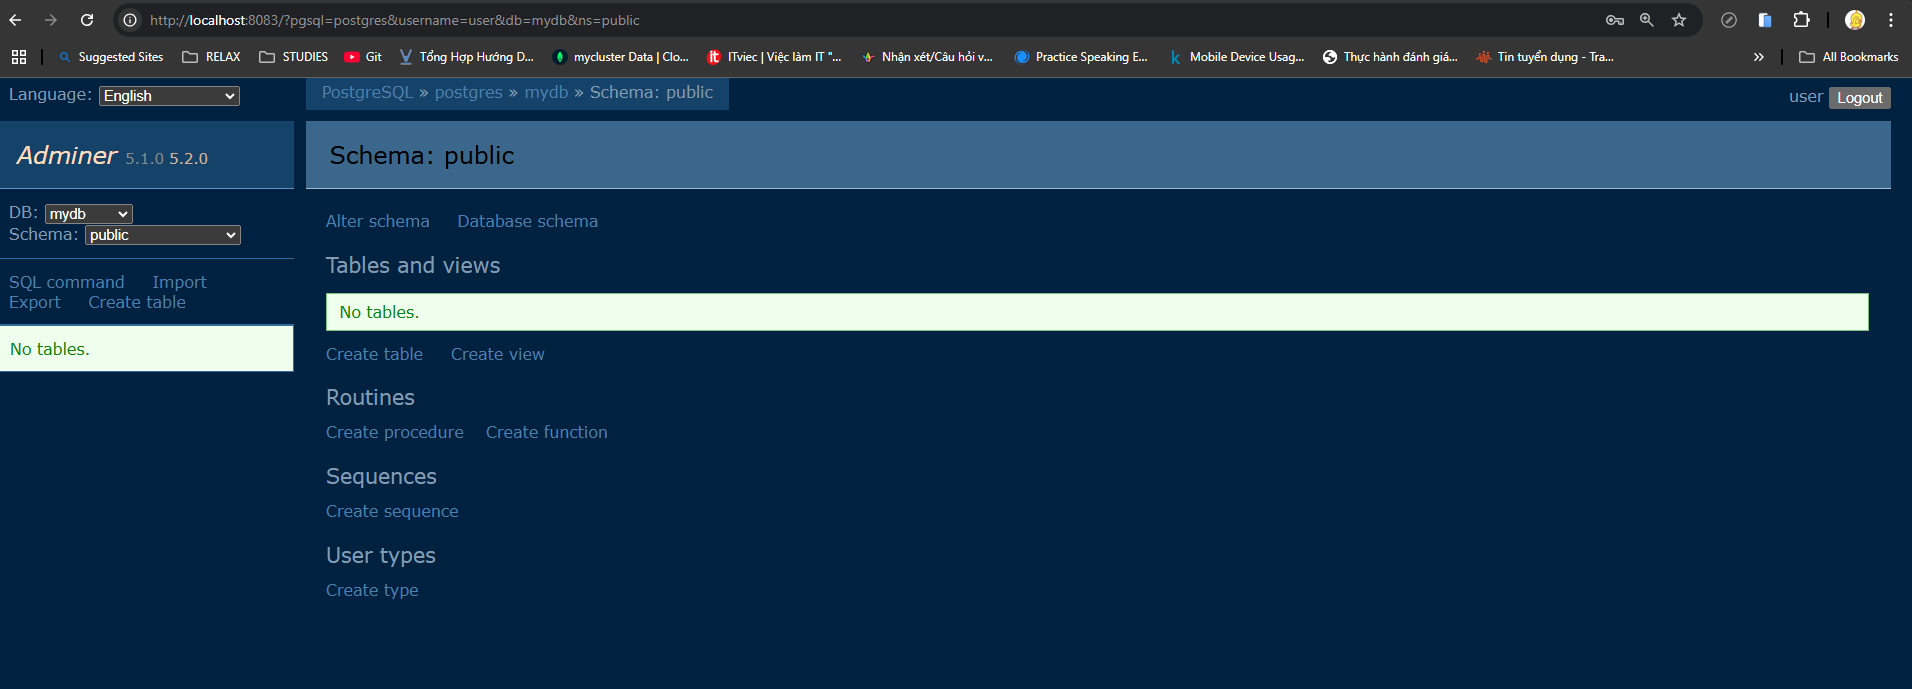 http://localhost:8083/?pgsql=postgres&username=user&db=mydb&ns=public
Suggested Sites RELAX STUDIES Git Tổng Hợp Hướng D... mycluster Data | Clo... ITviec | Việc làm IT "... Nhận xét/Câu hỏi v... Practice Speaking E... Mobile Device Usag... Thực hành đánh giá... Tin tuyển dụng - Tra... » All Bookmarks
Language: English
PostgreSQL » postgres » mydb » Schema: public
user Logout
Adminer 5.1.0 5.2.0
Schema: public
DB: mydb
Schema: public
SQL command Import
Export Create table
No tables.
Alter schema Database schema
Tables and views
No tables.
Create table Create view
Routines
Create procedure Create function
Sequences
Create sequence
User types
Create type